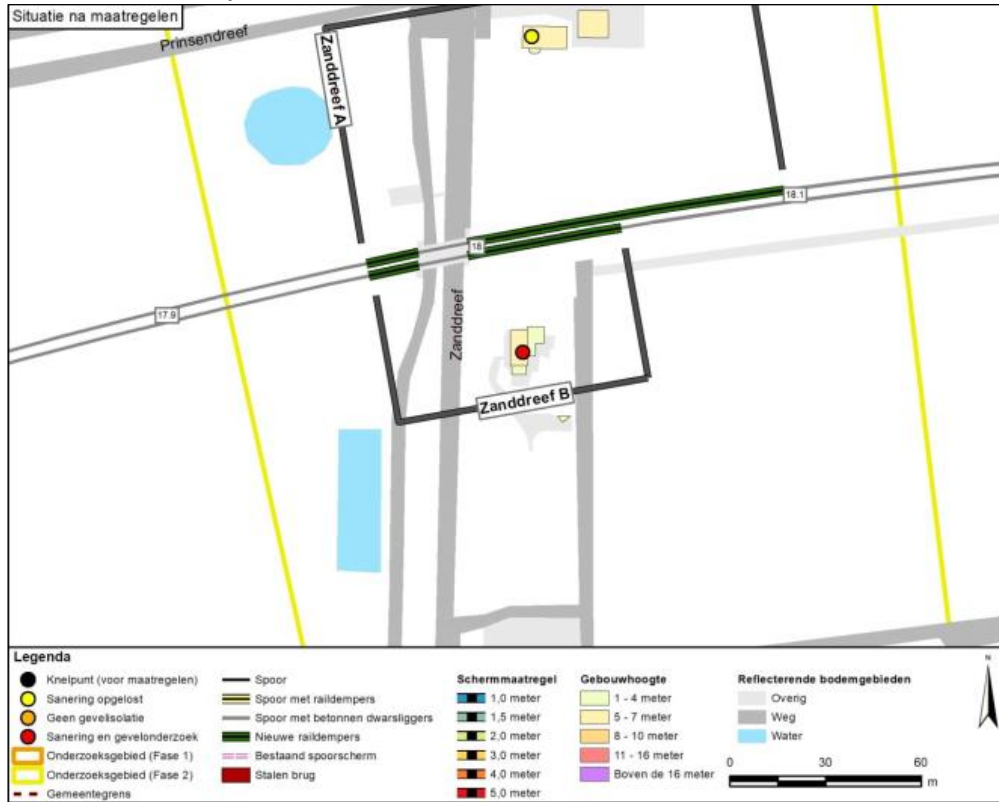 Situatie na maatregelen
Prinsendreef
Zanddreef A
18.1
18
17.9
Zanddreef
Zanddreef B
Legenda
Knelpunt (voor maatregelen)
Sanering opgelost
Geen gevelisolatie
Sanering en gevelonderzoek
Onderzoeksgebied (Fase 1)
Onderzoeksgebied (Fase 2)
Gemeentegrens
Spoor
Spoor met raildempers
Spoor met betonnen dwarsliggers
Nieuwe raildempers
Bestaand spoorscherm
Stalen brug
Schermmaatregel
1,0 meter
1,5 meter
2,0 meter
3,0 meter
4,0 meter
5,0 meter
Gebouwhoogte
1 - 4 meter
5 - 7 meter
8 - 10 meter
11 - 16 meter
Boven de 16 meter
Reflecterende bodemgebieden
Overig
Weg
Water
N
0 30 60
m